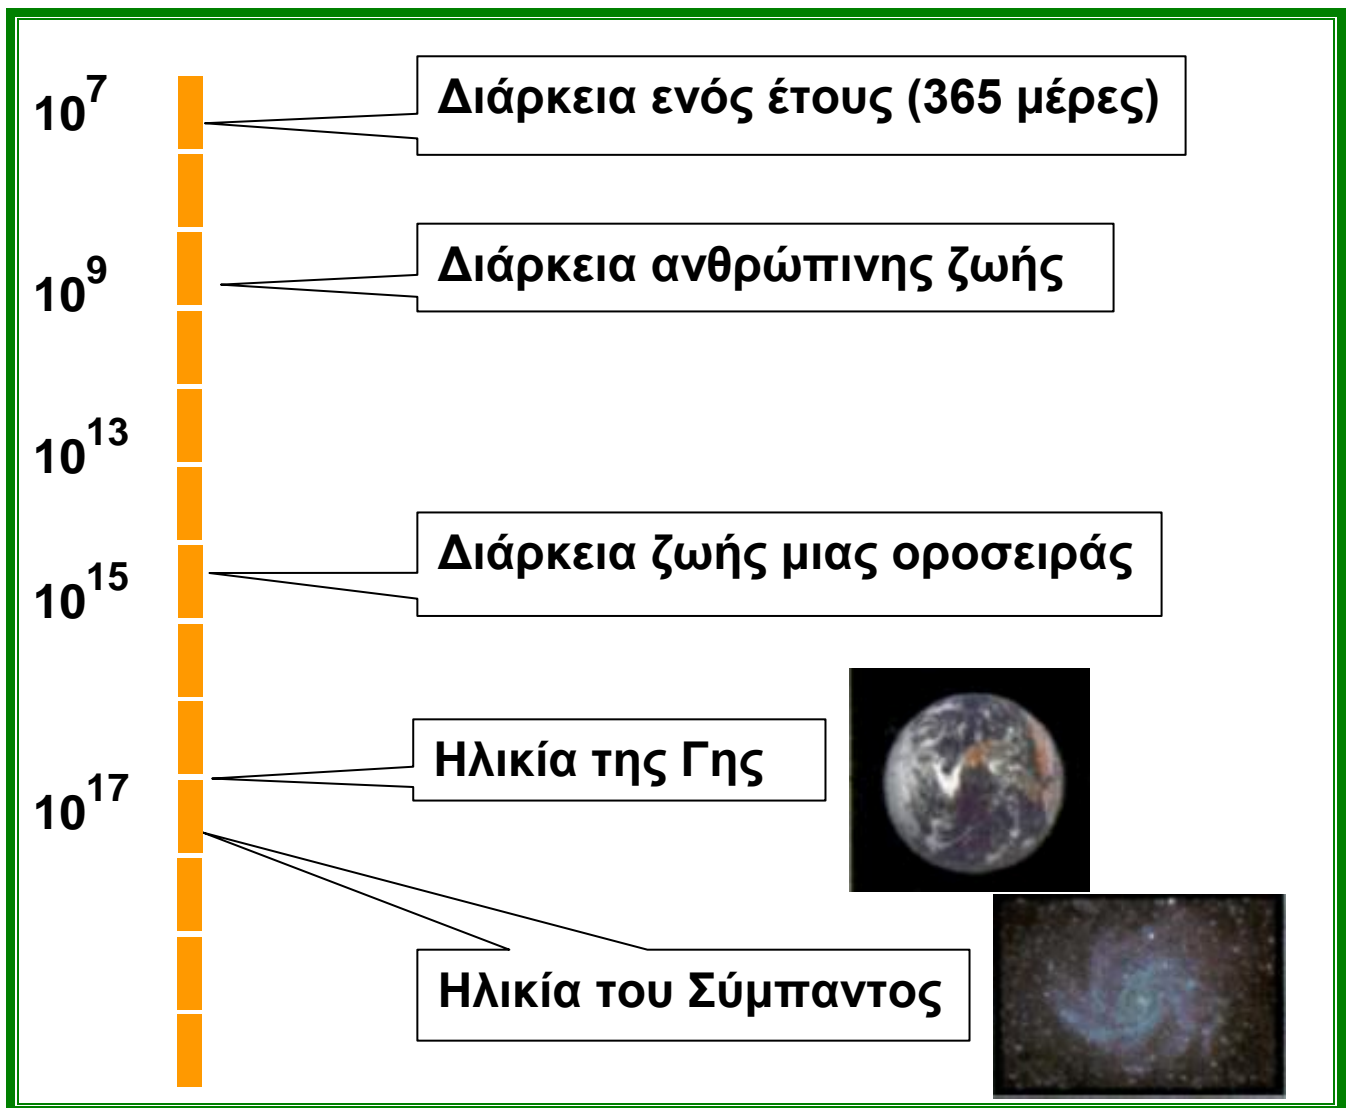 10^7
Διάρκεια ενός έτους (365 μέρες)
10^9
Διάρκεια ανθρώπινης ζωής
10^13
10^15
Διάρκεια ζωής μιας οροσειράς
Ηλικία της Γης
10^17
Ηλικία του Σύμπαντος